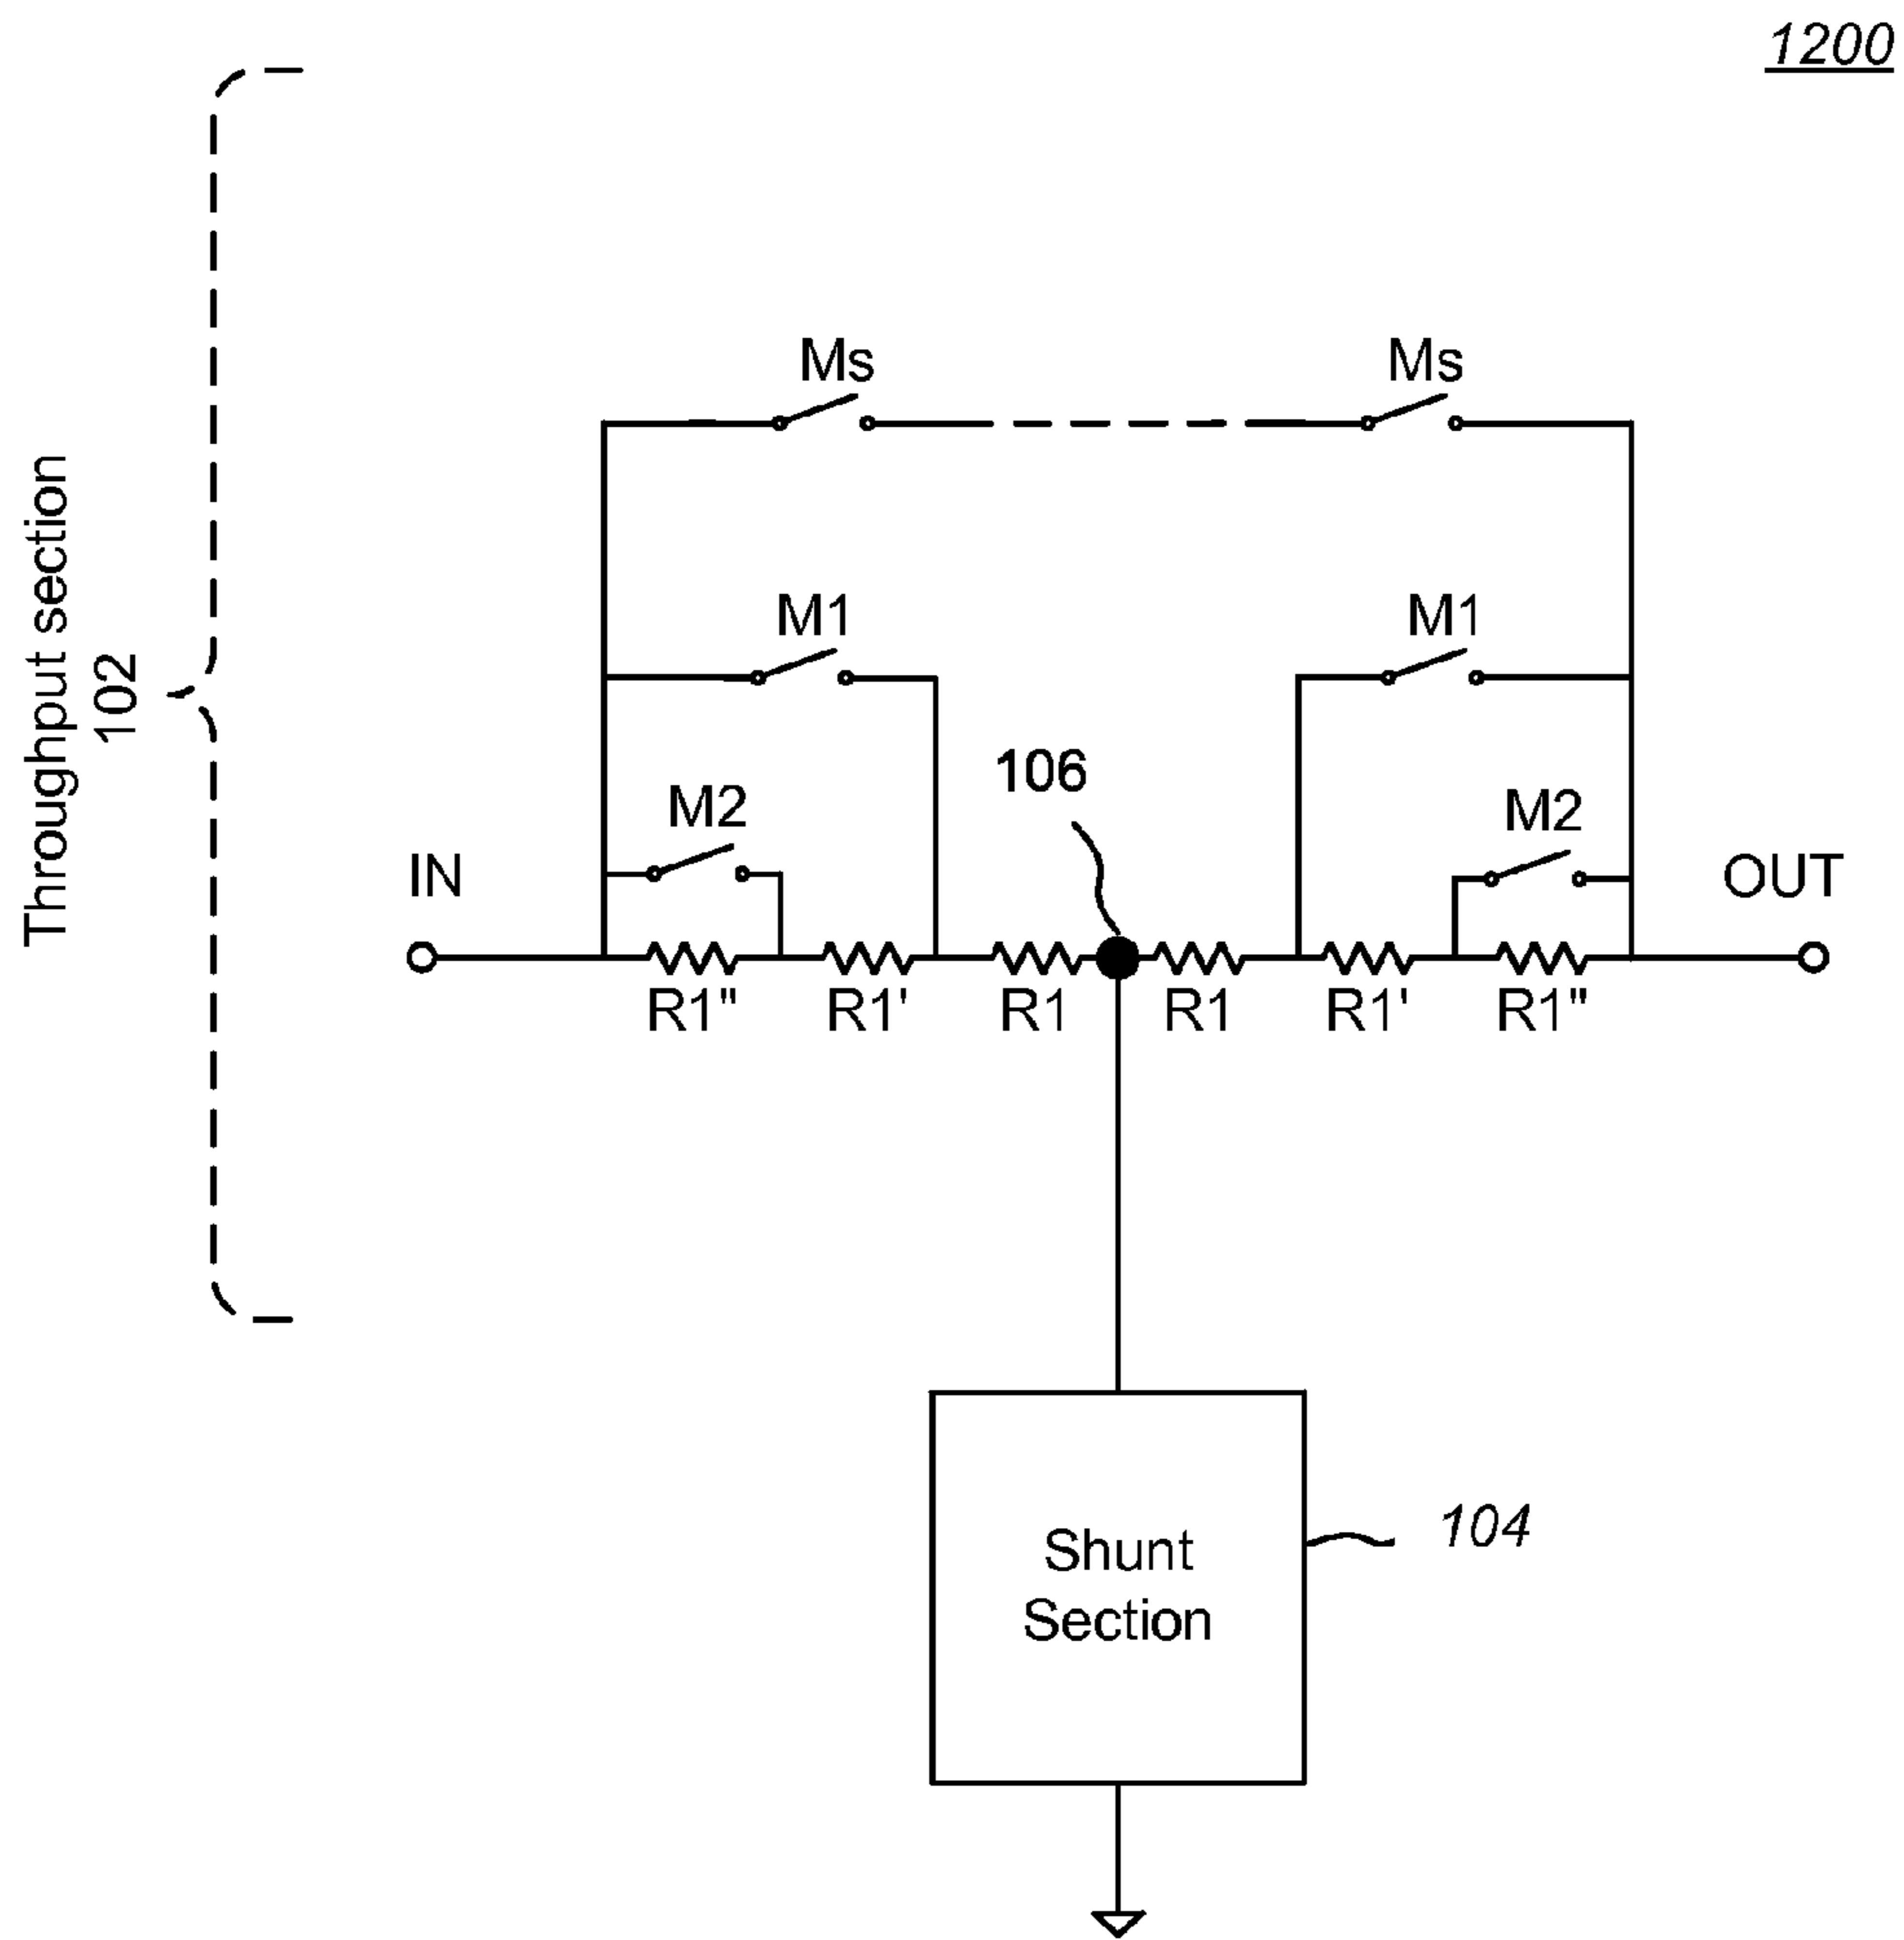 1200
Throughput section
102
Ms
Ms
M1
M1
106
M2
M2
IN
OUT
R1"
R1'
R1
R1
R1'
R1"
104
Shunt
Section